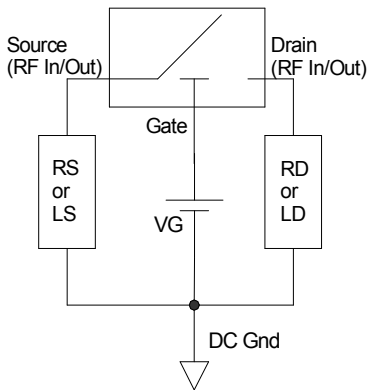 Source
(RF In/Out)
Drain
(RF In/Out)
Gate
RS
or
LS
RD
or
LD
VG
DC Gnd